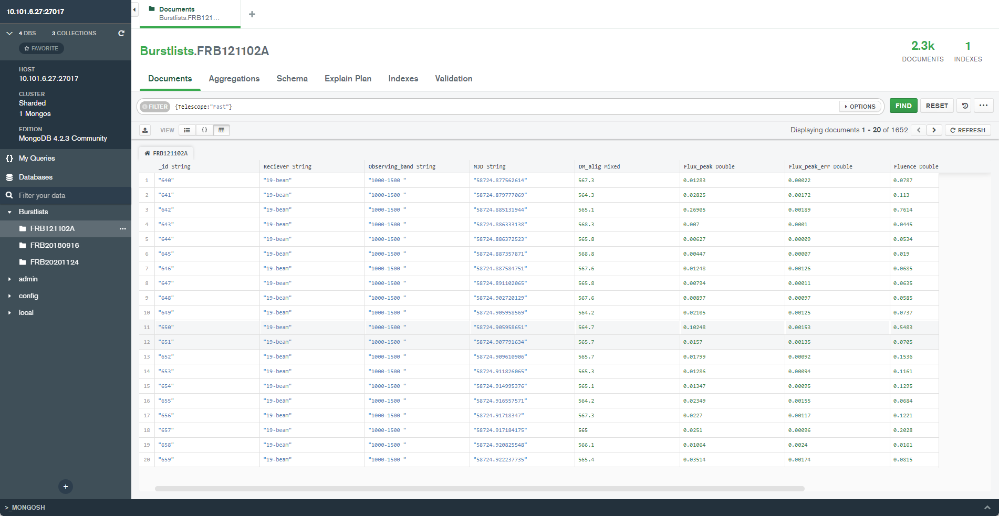 10.101.6.27:27017
4 DBS 3 COLLECTIONS
FAVORITE
HOST
10.101.6.27:27017
CLUSTER
Sharded
1 Mongos
EDITION
MongoDB 4.2.3 Community
{} My Queries
Databases
Filter your data
Burstlists
FRB121102A ...
FRB20180916
FRB20201124
admin
config
local
+
Documents
Burstlists.FRB121...
+
Burstlists.FRB121102A
2.3k DOCUMENTS
1 INDEXES
Documents Aggregations Schema Explain Plan Indexes Validation
FILTER {Telescope:"Fast"} OPTIONS FIND RESET ...
VIEW {} Displaying documents 1 - 20 of 1652 < > REFRESH
FRB121102A
_id String Reciever String Observing_band String MJD String DM_alig Mixed Flux_peak Double Flux_peak_err Double Fluence Double
1 "640" "19-beam" "1000-1500 " "58724.877562614" 567.3 0.01283 0.00022 0.0787
2 "641" "19-beam" "1000-1500 " "58724.879777069" 564.3 0.02825 0.00172 0.113
3 "642" "19-beam" "1000-1500 " "58724.885131944" 565.1 0.26905 0.00189 0.7614
4 "643" "19-beam" "1000-1500 " "58724.886333138" 568.3 0.007 0.0001 0.0445
5 "644" "19-beam" "1000-1500 " "58724.886372523" 565.8 0.00627 0.00009 0.0534
6 "645" "19-beam" "1000-1500 " "58724.887357871" 568.8 0.00447 0.00007 0.019
7 "646" "19-beam" "1000-1500 " "58724.887584751" 567.6 0.01248 0.00126 0.0685
8 "647" "19-beam" "1000-1500 " "58724.891102065" 565.8 0.00794 0.00011 0.0635
9 "648" "19-beam" "1000-1500 " "58724.902720129" 567.6 0.00897 0.00097 0.0585
10 "649" "19-beam" "1000-1500 " "58724.905958569" 564.2 0.02105 0.00125 0.0737
11 "650" "19-beam" "1000-1500 " "58724.905958651" 564.7 0.10248 0.00153 0.5483
12 "651" "19-beam" "1000-1500 " "58724.907791634" 565.7 0.0157 0.00135 0.0705
13 "652" "19-beam" "1000-1500 " "58724.909610906" 565.7 0.01799 0.00092 0.1536
14 "653" "19-beam" "1000-1500 " "58724.911826065" 565.3 0.01286 0.00094 0.1161
15 "654" "19-beam" "1000-1500 " "58724.914995376" 565.1 0.01347 0.00095 0.1295
16 "655" "19-beam" "1000-1500 " "58724.916557571" 564.2 0.02349 0.00155 0.0684
17 "656" "19-beam" "1000-1500 " "58724.91718347" 567.3 0.0227 0.00117 0.1221
18 "657" "19-beam" "1000-1500 " "58724.917184175" 565 0.0251 0.00096 0.2028
19 "658" "19-beam" "1000-1500 " "58724.920825548" 566.1 0.01064 0.0024 0.0161
20 "659" "19-beam" "1000-1500 " "58724.922237735" 565.4 0.03514 0.00174 0.0815
>_MONGOSH